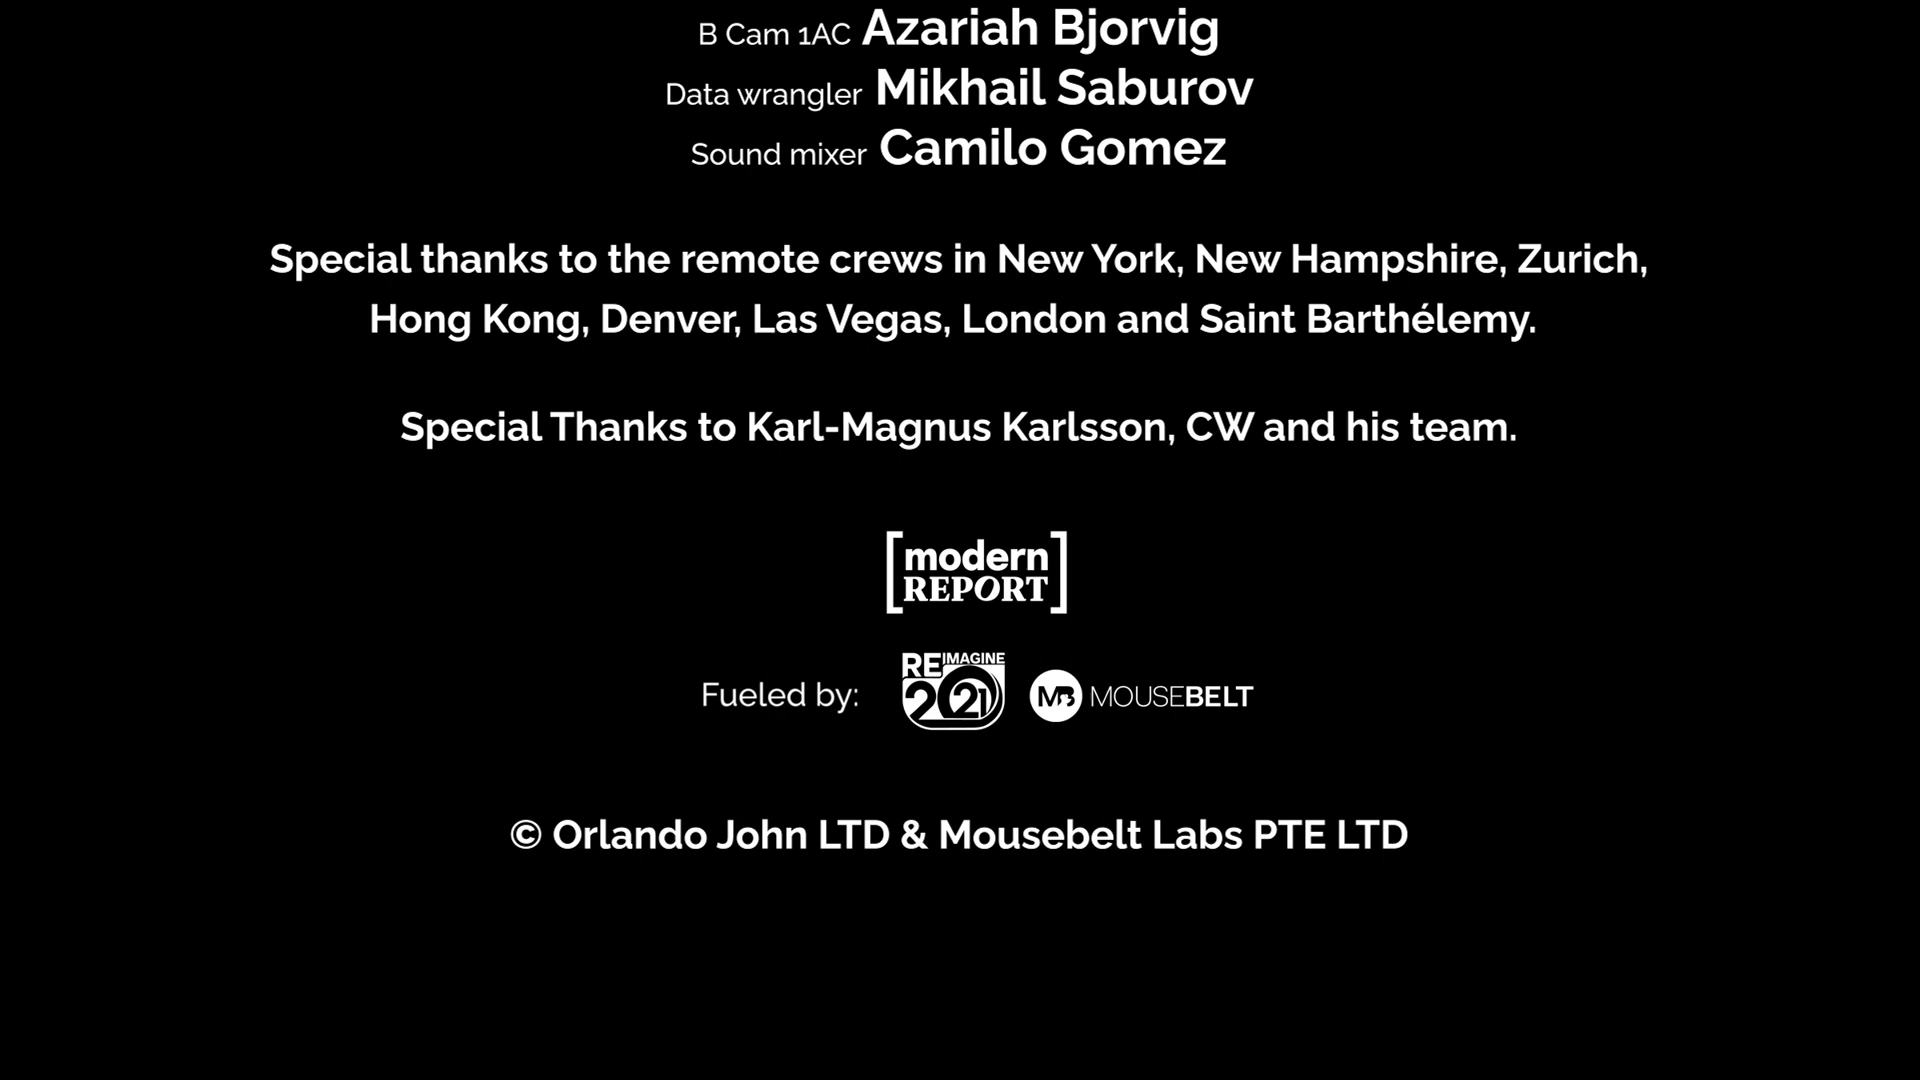 B Cam 1AC Azariah Bjorvig
Data wrangler Mikhail Saburov
Sound mixer Camilo Gomez
Special thanks to the remote crews in New York, New Hampshire, Zurich,
Hong Kong, Denver, Las Vegas, London and Saint Barthélemy.
Special Thanks to Karl-Magnus Karlsson, CW and his team.
[modern
REPORT]
Fueled by: REIMAGINE 2021 MB MOUSEBELT
© Orlando John LTD & Mousebelt Labs PTE LTD